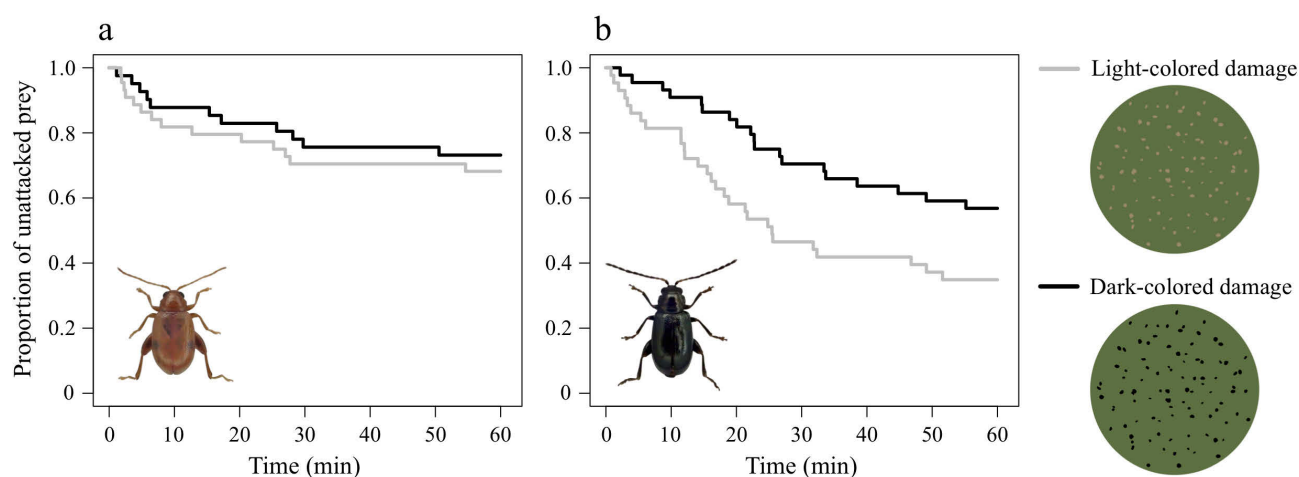 a
b
Proportion of unattacked prey
1.0
0.8
0.6
0.4
0.2
0
0 10 20 30 40 50 60
Time (min)
1.0
0.8
0.6
0.4
0.2
0
0 10 20 30 40 50 60
Time (min)
Light-colored damage
Dark-colored damage